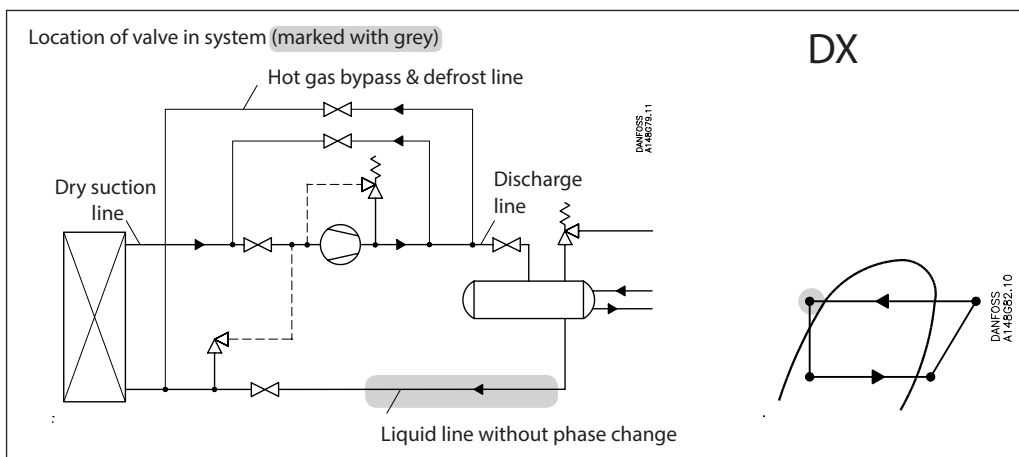 Location of valve in system (marked with grey)
DX
Hot gas bypass & defrost line
DANFOSS
A148G79.11
Dry suction
line
Discharge
line
DANFOSS
A148G82.10
Liquid line without phase change